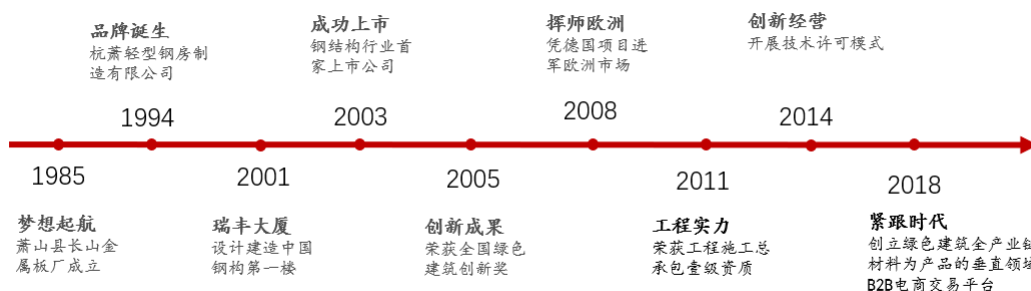 品牌诞生
杭萧轻型钢房制
造有限公司
1994
成功上市
钢结构行业首
家上市公司
2003
挥师欧洲
凭德国项目进
军欧洲市场
2008
创新经营
开展技术许可模式
2014
1985
梦想起航
萧山县长山金
属板厂成立
2001
瑞丰大厦
设计建造中国
钢构第一楼
2005
创新成果
荣获全国绿色
建筑创新奖
2011
工程实力
荣获工程施工总
承包壹级资质
2018
紧跟时代
创立绿色建筑全产业链
材料为产品的垂直领域
B2B电商交易平台